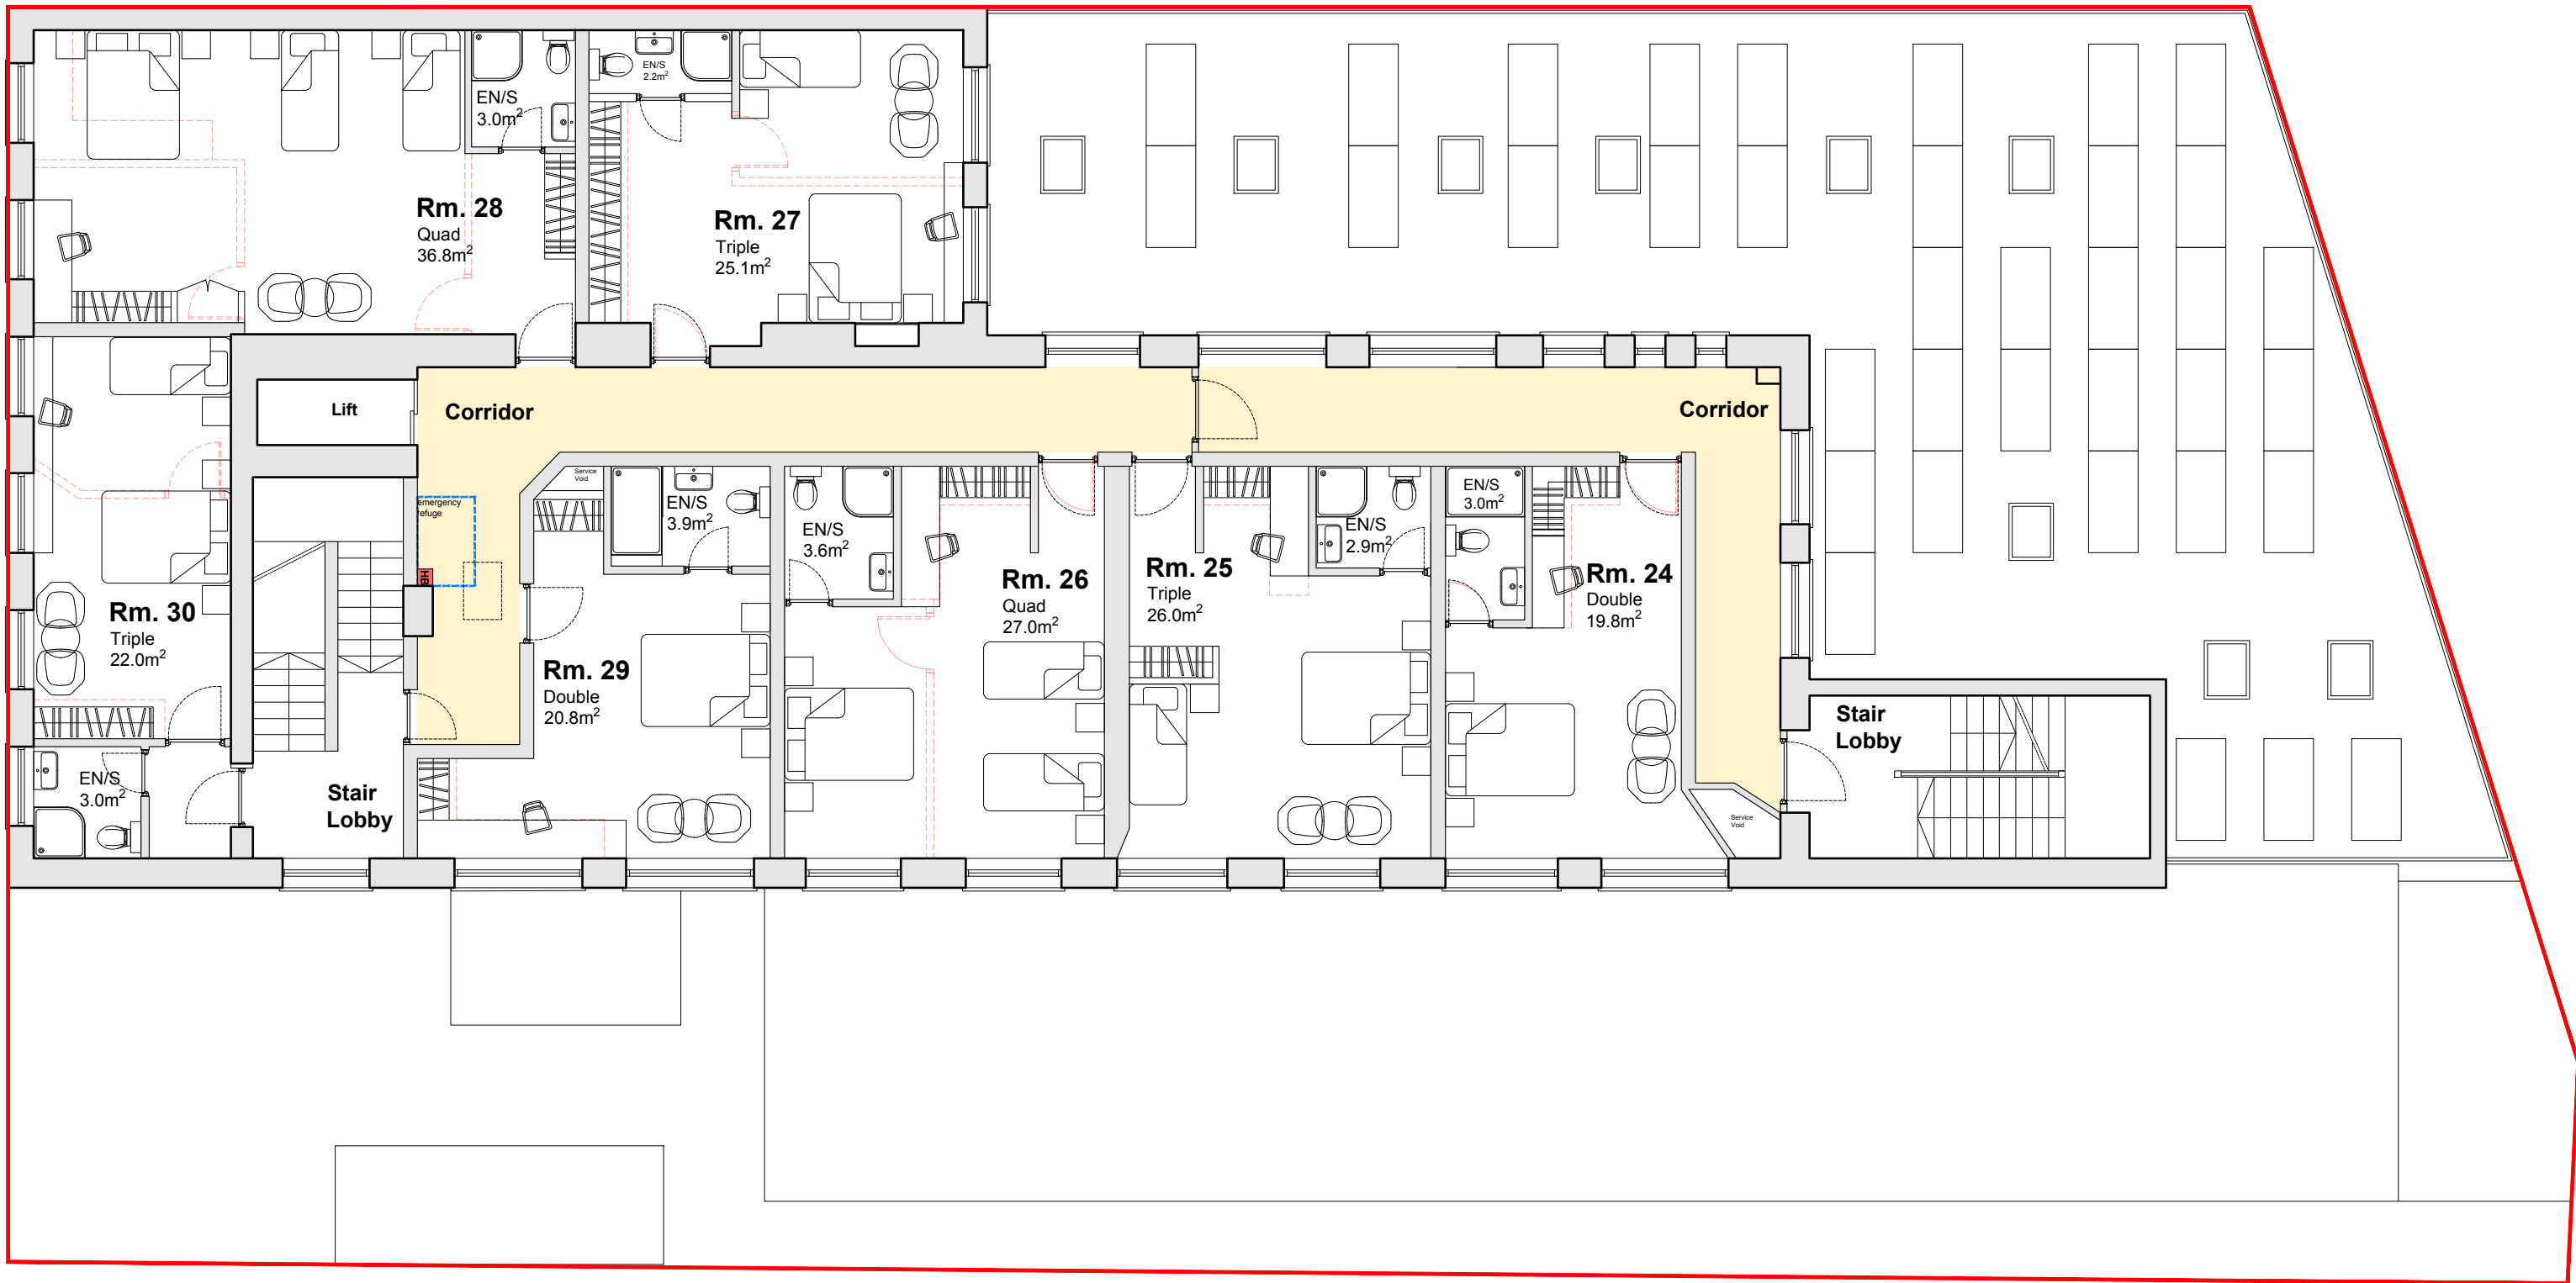 EN/S
3.0m²
EN/S
2.2m²
Rm. 28
Quad
36.8m²
Rm. 27
Triple
25.1m²
Lift
Corridor
Corridor
Service
Void
EN/S
3.9m²
emergency
refuge
HB
EN/S
3.6m²
EN/S
2.9m²
EN/S
3.0m²
Rm. 26
Quad
27.0m²
Rm. 25
Triple
26.0m²
Rm. 24
Double
19.8m²
Rm. 30
Triple
22.0m²
Rm. 29
Double
20.8m²
Stair
Lobby
EN/S
3.0m²
Stair
Lobby
Service
Void